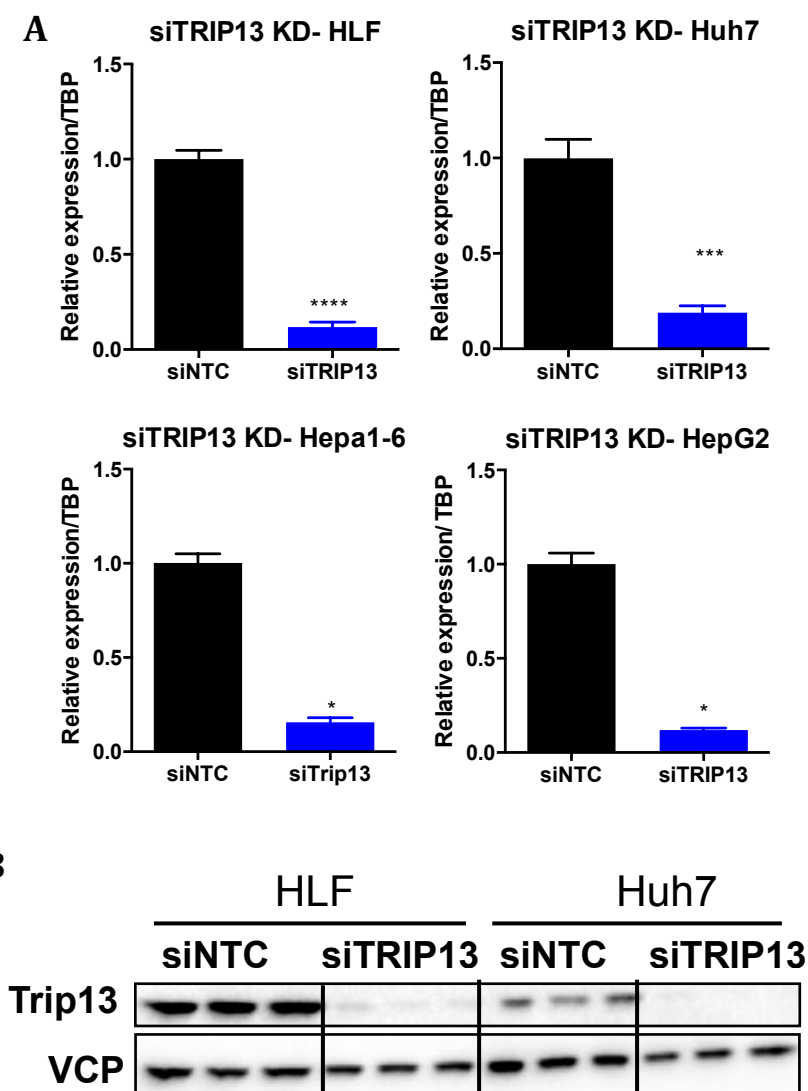 A
siTRIP13 KD- HLF
Relative expression/TBP
1.5
1.0
0.5
0.0
****
siNTC siTRIP13
siTRIP13 KD- Huh7
Relative expression/TBP
1.5
1.0
0.5
0.0
***
siNTC siTRIP13
siTRIP13 KD- Hepa1-6
Relative expression/TBP
1.5
1.0
0.5
0.0
*
siNTC siTrip13
siTRIP13 KD- HepG2
Relative expression/ TBP
1.5
1.0
0.5
0.0
*
siNTC siTRIP13
HLF Huh7
siNTC siTRIP13 siNTC siTRIP13
Trip13
VCP